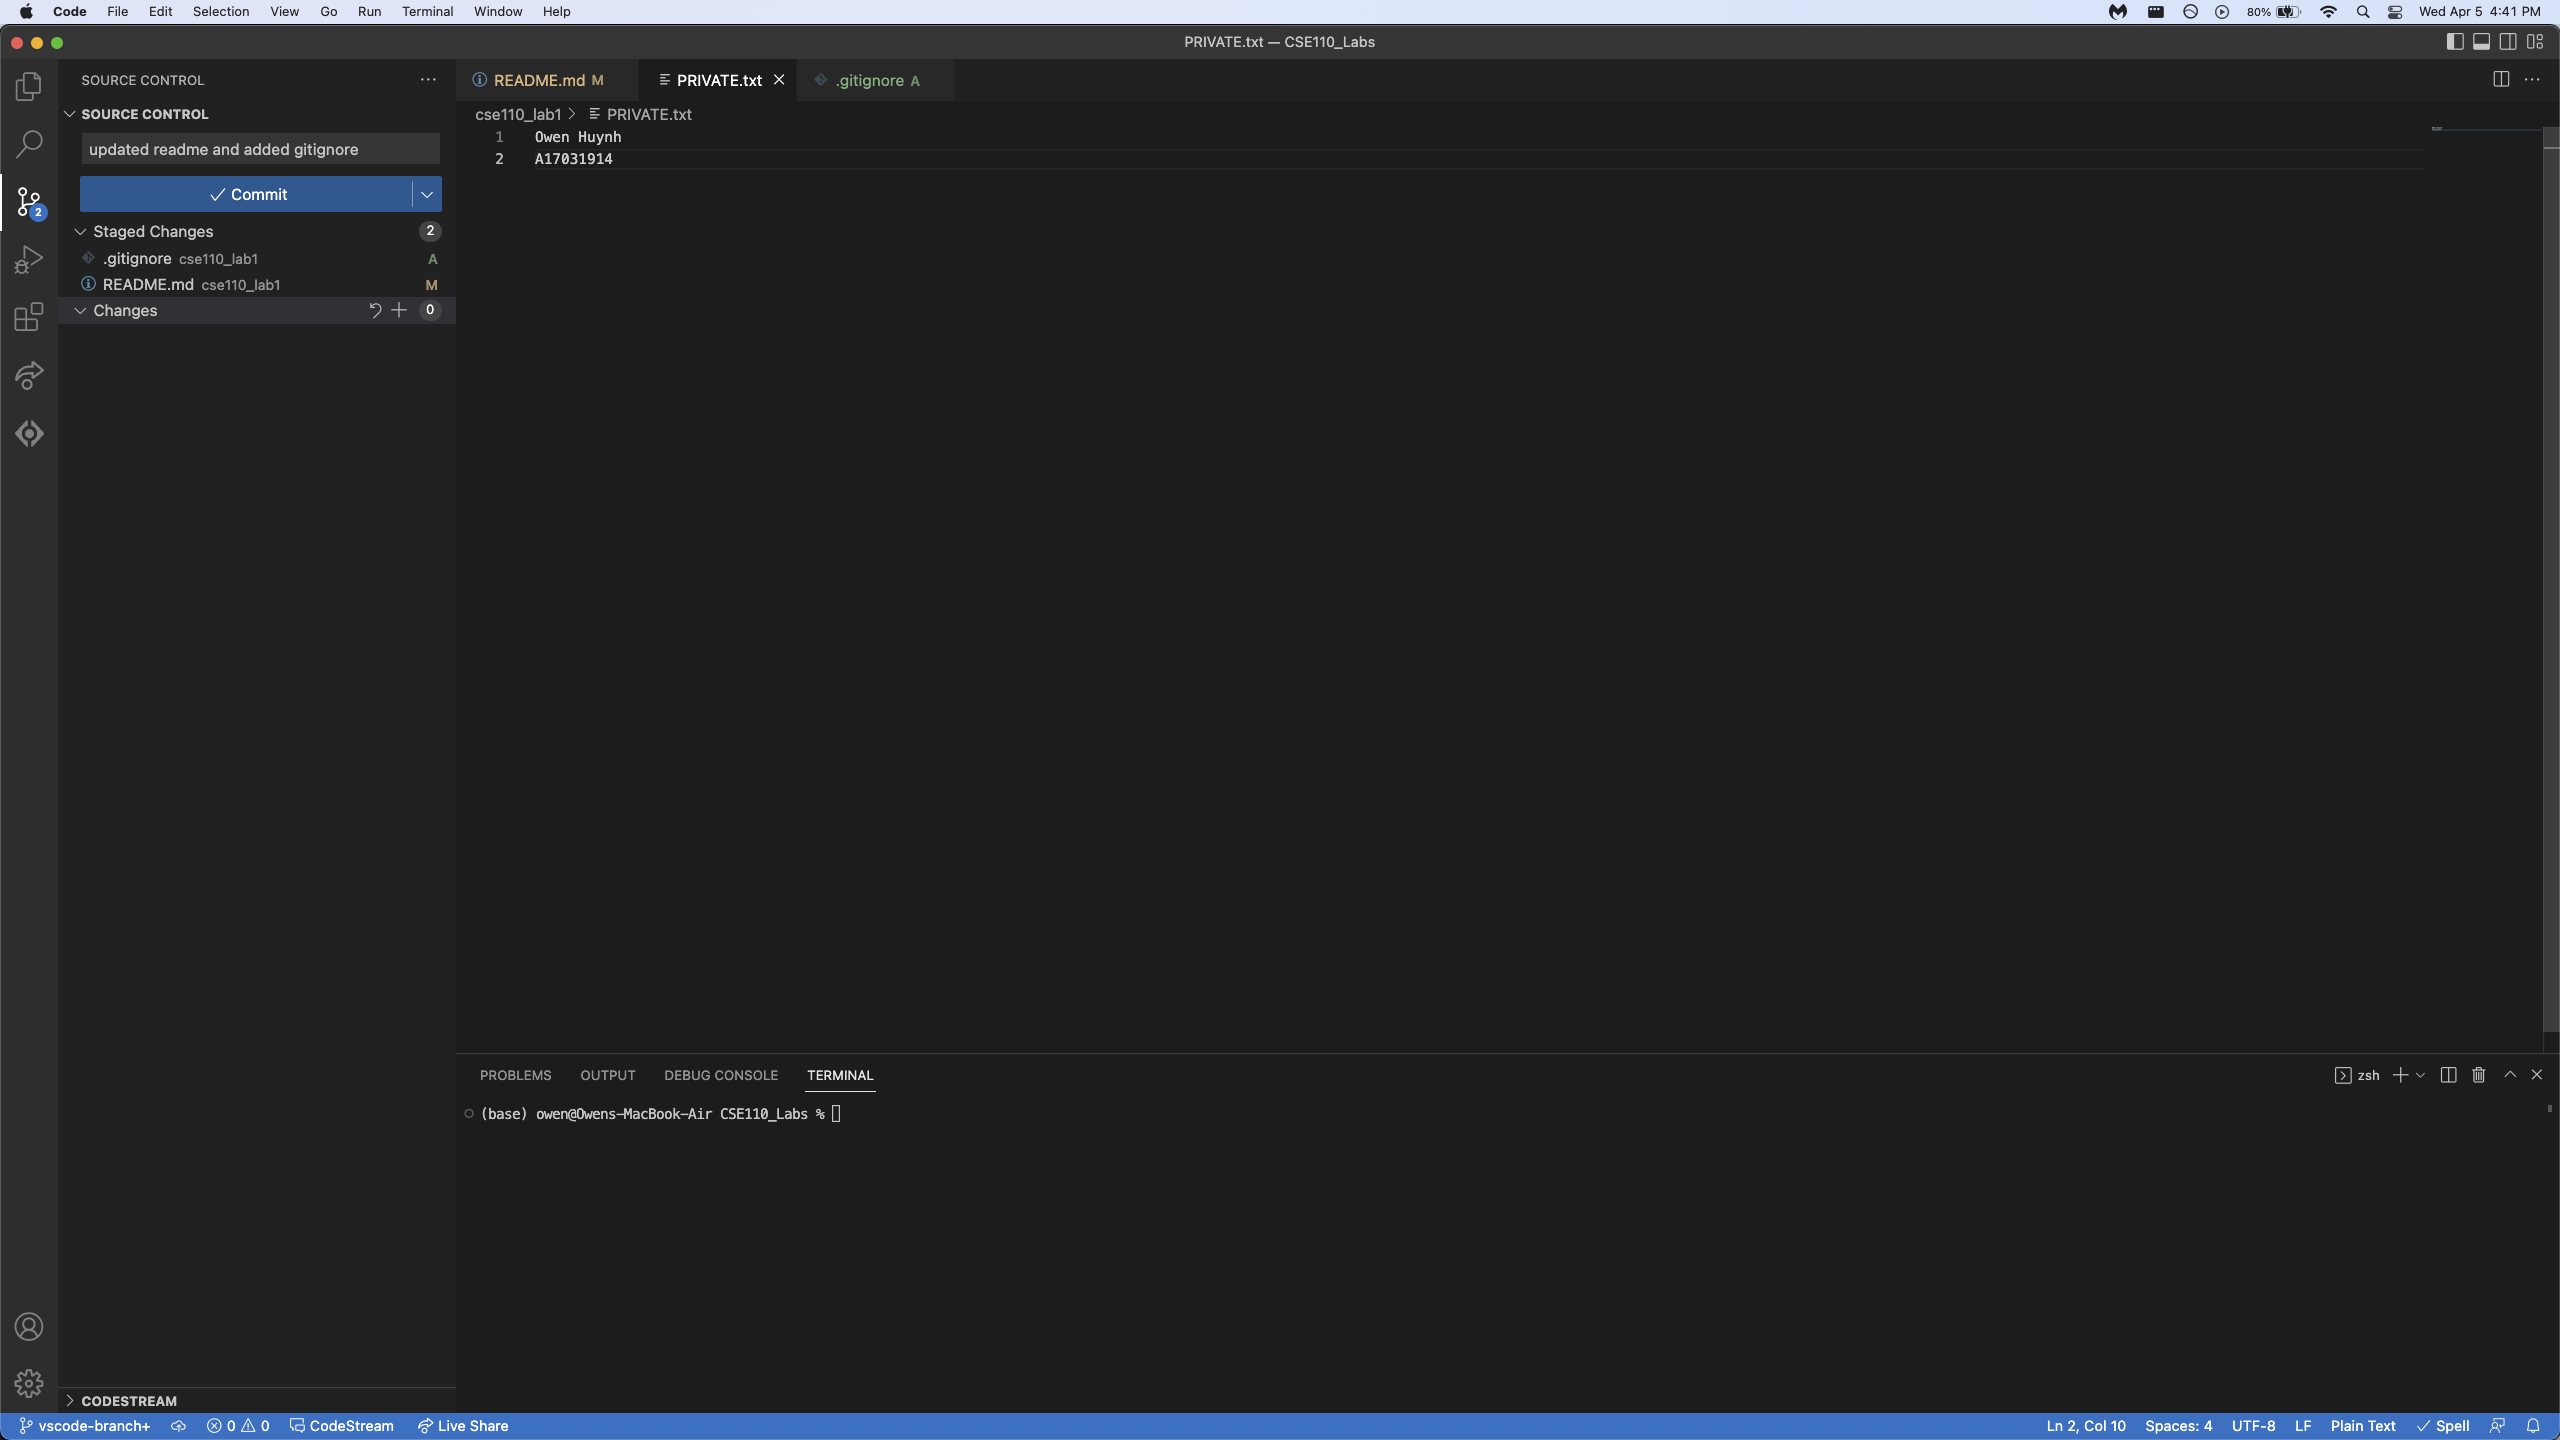 Code File Edit Selection View Go Run Terminal Window Help 80% Wed Apr 5 4:41 PM
PRIVATE.txt — CSE110_Labs
SOURCE CONTROL
README.md M PRIVATE.txt .gitignore A
SOURCE CONTROL
cse110_lab1 PRIVATE.txt
updated readme and added gitignore
1 Owen Huynh
2 A17031914
Commit
2
Staged Changes 2
.gitignore cse110_lab1 A
README.md cse110_lab1 M
Changes 0
PROBLEMS OUTPUT DEBUG CONSOLE TERMINAL zsh
(base) owen@Owens-MacBook-Air CSE110_Labs %
CODESTREAM
vscode-branch+ 0 0 CodeStream Live Share Ln 2, Col 10 Spaces: 4 UTF-8 LF Plain Text Spell